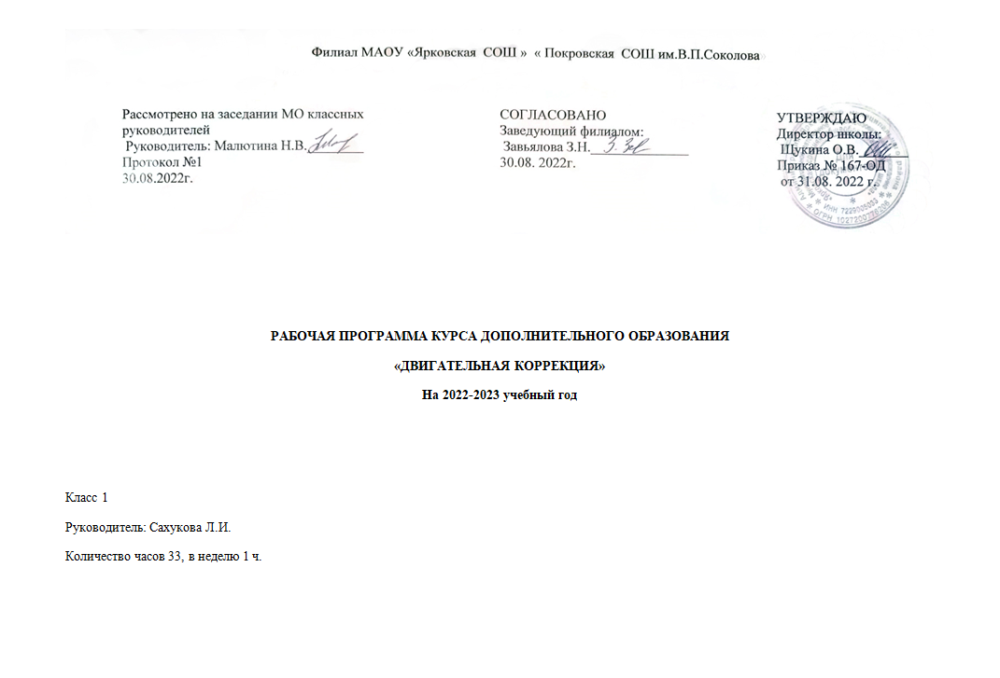 Филиал МАОУ «Ярковская СОШ » « Покровская СОШ им.В.П.Соколова»
Рассмотрено на заседании МО классных
руководителей
Руководитель: Малютина Н.В.
Протокол №1
30.08.2022г.
СОГЛАСОВАНО
Заведующий филиалом:
Завьялова З.Н.
30.08. 2022г.
УТВЕРЖДАЮ
Директор школы:
Щукина О.В.
Приказ № 167-ОД
от 31.08. 2022 г.
РАБОЧАЯ ПРОГРАММА КУРСА ДОПОЛНИТЕЛЬНОГО ОБРАЗОВАНИЯ
«ДВИГАТЕЛЬНАЯ КОРРЕКЦИЯ»
На 2022-2023 учебный год
Класс 1
Руководитель: Сахукова Л.И.
Количество часов 33, в неделю 1 ч.